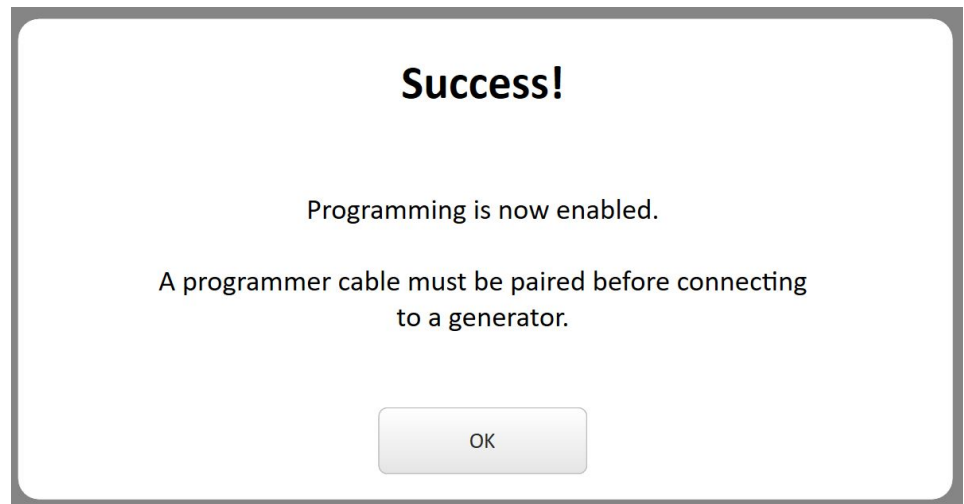 Success!
Programming is now enabled.
A programmer cable must be paired before connecting
to a generator.
OK